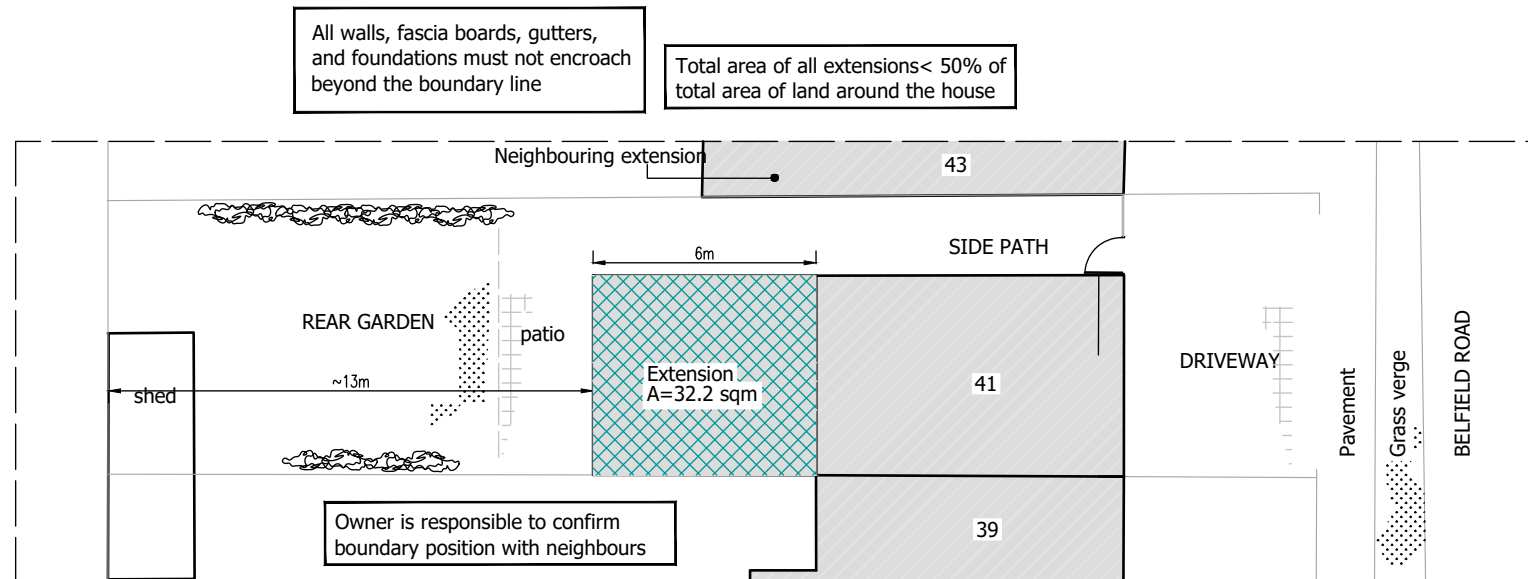 All walls, fascia boards, gutters,
and foundations must not encroach
beyond the boundary line
Total area of all extensions< 50% of
total area of land around the house
Neighbouring extension
43
6m
SIDE PATH
REAR GARDEN
patio
DRIVEWAY
~13m
shed
Extension
A=32.2 sqm
41
Pavement
Grass verge
BELFIELD ROAD
Owner is responsible to confirm
boundary position with neighbours
39